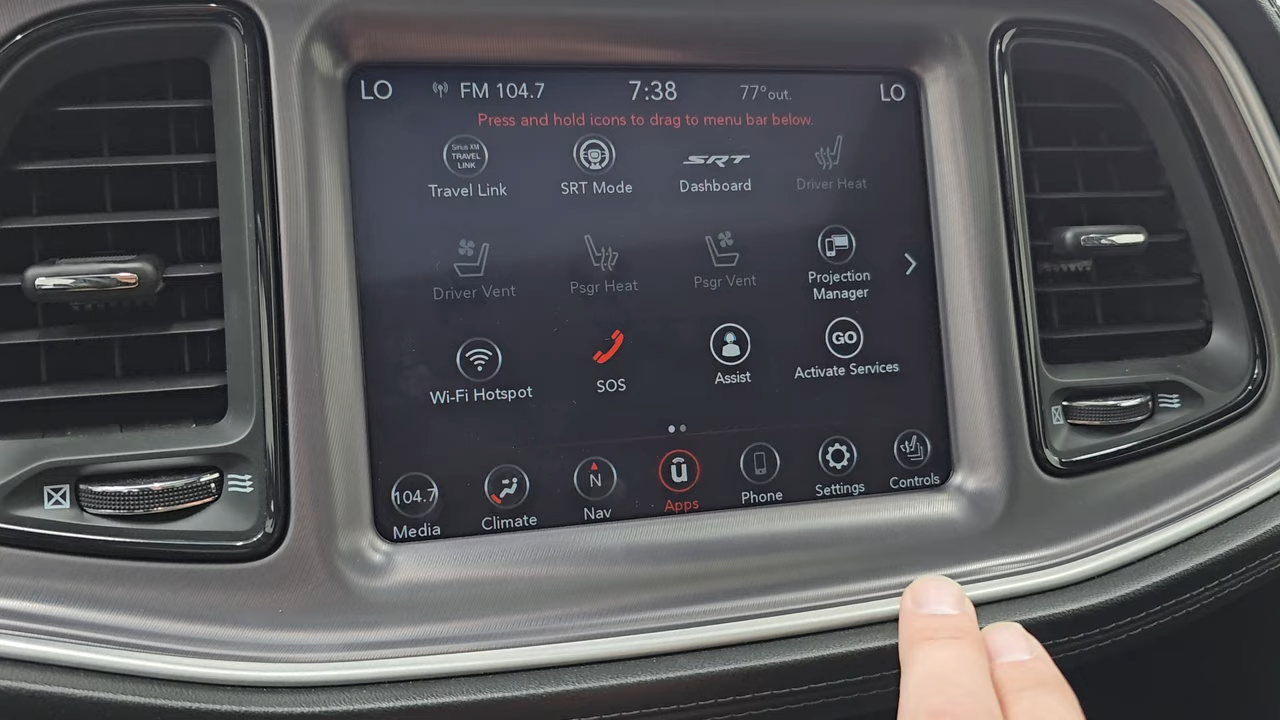 LO FM 104.7 7:38 77° out. LO
Press and hold icons to drag to menu bar below.
Sirius XM
TRAVEL
LINK
Travel Link
SRT Mode
SRT
Dashboard
Driver Heat
Driver Vent
Psgr Heat
Psgr Vent
Projection
Manager
Wi-Fi Hotspot
SOS
Assist
GO
Activate Services
104.7
Media
Climate
N
Nav
ū
Apps
Phone
Settings
Controls